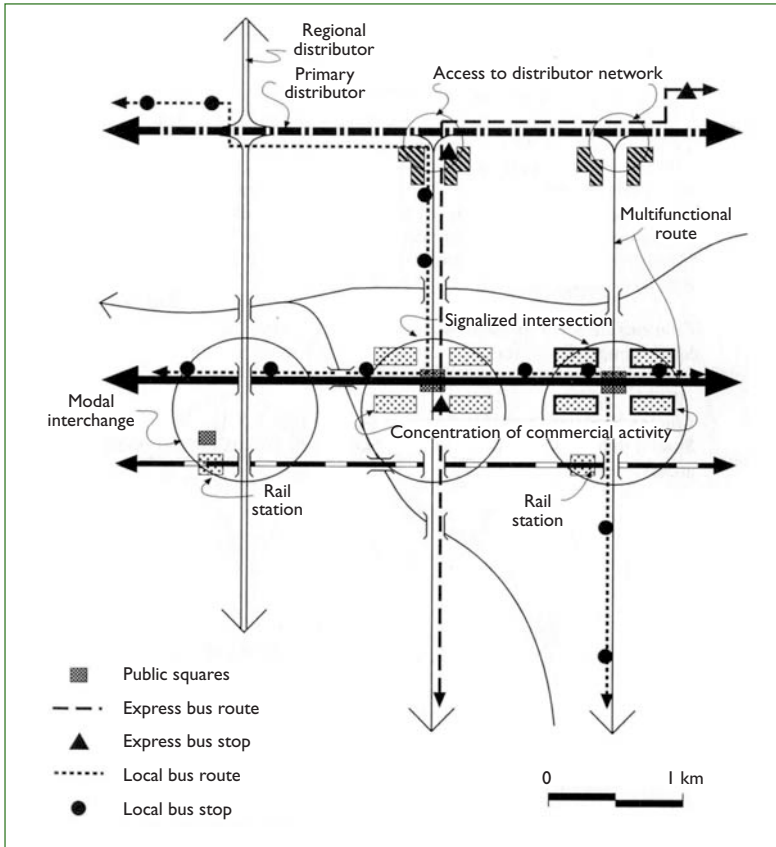 Regional
distributor
Primary
distributor
Access to distributor network
Multifunctional
route
Signalized intersection
Modal
interchange
Concentration of commercial activity
Rail
station
Rail
station
Public squares
Express bus route
Express bus stop
Local bus route
Local bus stop
0 1 km